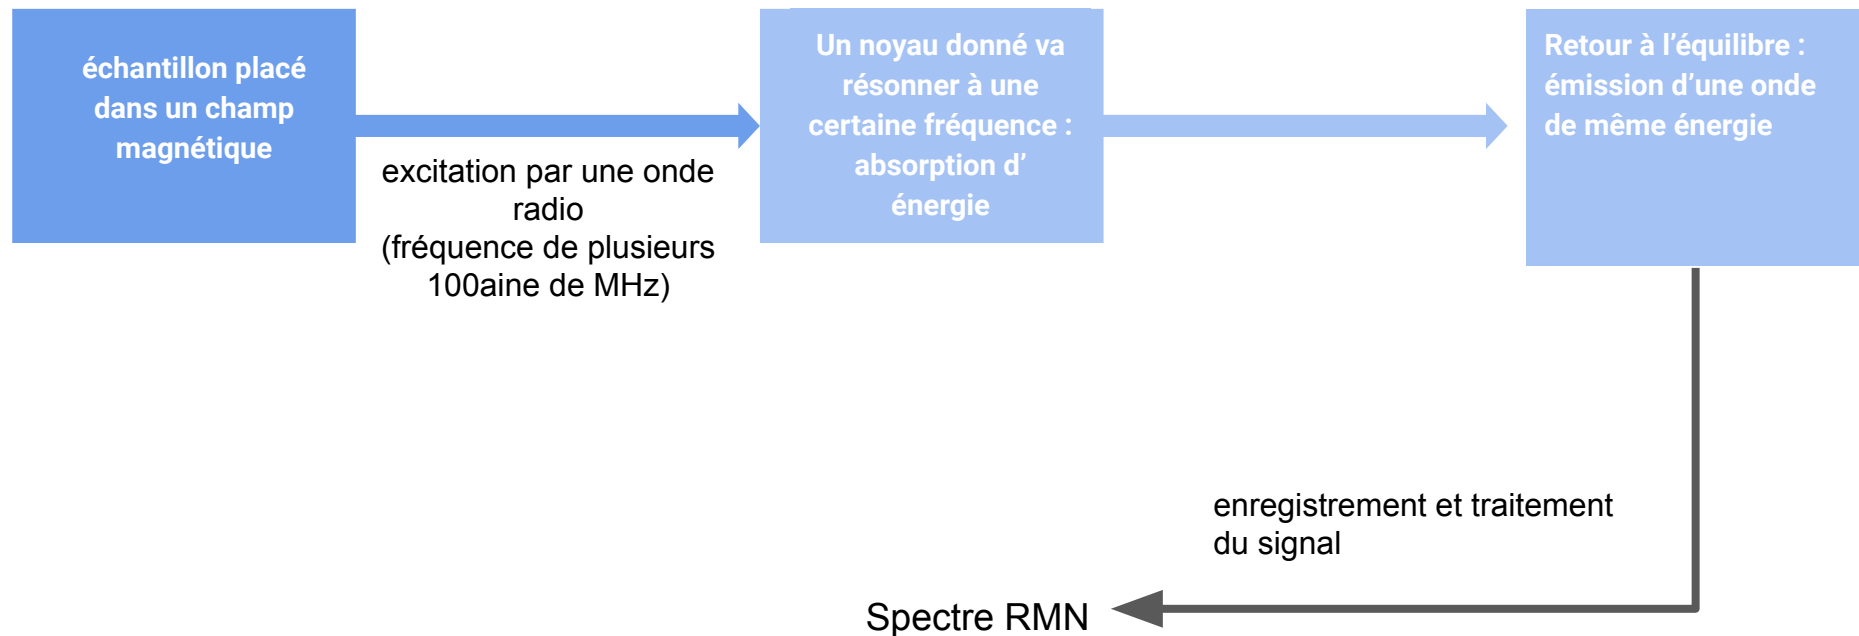 échantillon placé
dans un champ
magnétique
excitation par une onde
radio
(fréquence de plusieurs
100aine de MHz)
Un noyau donné va
résonner à une
certaine fréquence :
absorption d’
énergie
Retour à l’équilibre :
émission d’une onde
de même énergie
enregistrement et traitement
du signal
Spectre RMN